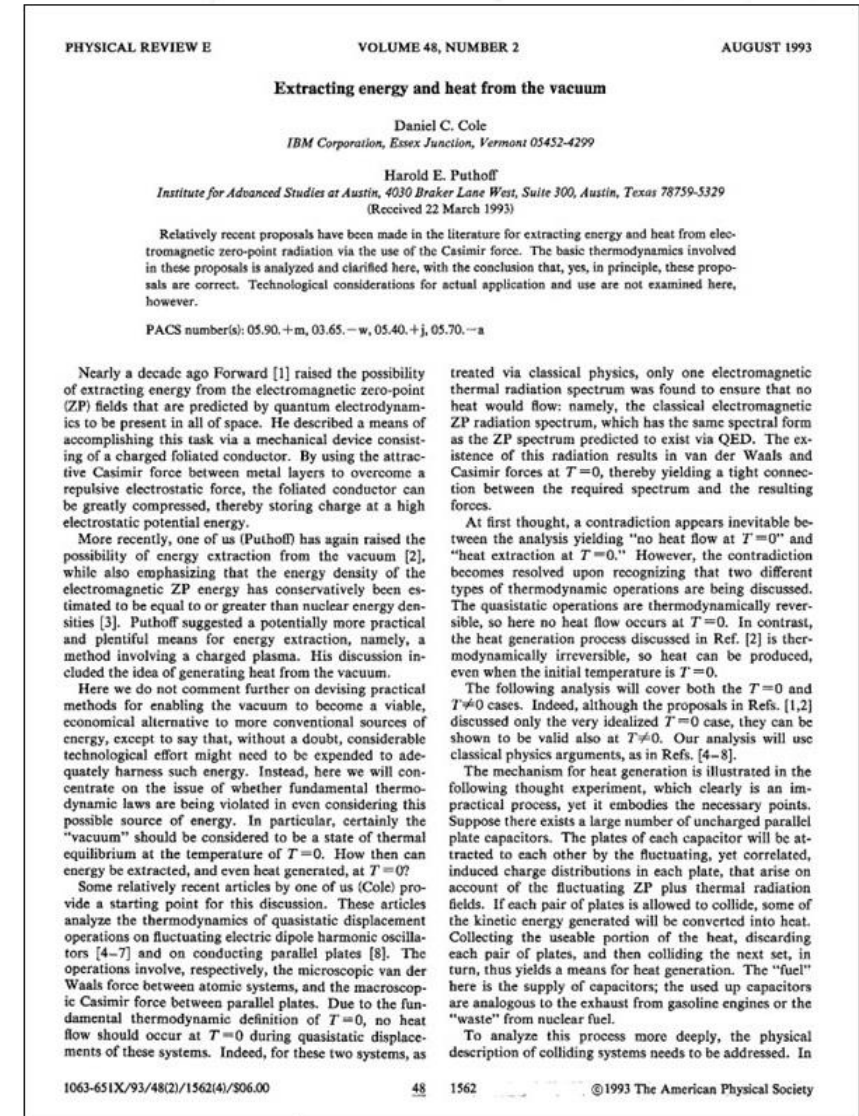 PHYSICAL REVIEW E
VOLUME 48, NUMBER 2
AUGUST 1993
Extracting energy and heat from the vacuum
Daniel C. Cole
IBM Corporation, Essex Junction, Vermont 05452-4299
Harold E. Puthoff
Institute for Advanced Studies at Austin, 4030 Braker Lane West, Suite 300, Austin, Texas 78759-5329
(Received 22 March 1993)
Relatively recent proposals have been made in the literature for extracting energy and heat from elec-
tromagnetic zero-point radiation via the use of the Casimir force. The basic thermodynamics involved
in these proposals is analyzed and clarified here, with the conclusion that, yes, in principle, these propo-
sals are correct. Technological considerations for actual application and use are not examined here,
however.
PACS number(s): 05.90.+m, 03.65.−w, 05.40.+j, 05.70.−a
Nearly a decade ago Forward [1] raised the possibility
of extracting energy from the electromagnetic zero-point
(ZP) fields that are predicted by quantum electrodynam-
ics to be present in all of space. He described a means of
accomplishing this task via a mechanical device consist-
ing of a charged foliated conductor. By using the attrac-
tive Casimir force between metal layers to overcome a
repulsive electrostatic force, the foliated conductor can
be greatly compressed, thereby storing charge at a high
electrostatic potential energy.
More recently, one of us (Puthoff) has again raised the
possibility of energy extraction from the vacuum [2],
while also emphasizing that the energy density of the
electromagnetic ZP energy has conservatively been es-
timated to be equal to or greater than nuclear energy den-
sities [3]. Puthoff suggested a potentially more practical
and plentiful means for energy extraction, namely, a
method involving a charged plasma. His discussion in-
cluded the idea of generating heat from the vacuum.
Here we do not comment further on devising practical
methods for enabling the vacuum to become a viable,
economical alternative to more conventional sources of
energy, except to say that, without a doubt, considerable
technological effort might need to be expended to ade-
quately harness such energy. Instead, here we will con-
centrate on the issue of whether fundamental thermo-
dynamic laws are being violated in even considering this
possible source of energy. In particular, certainly the
"vacuum" should be considered to be a state of thermal
equilibrium at the temperature of T=0. How then can
energy be extracted, and even heat generated, at T=0?
Some relatively recent articles by one of us (Cole) pro-
vide a starting point for this discussion. These articles
analyze the thermodynamics of quasistatic displacement
operations on fluctuating electric dipole harmonic oscilla-
tors [4–7] and on conducting parallel plates [8]. The
operations involve, respectively, the microscopic van der
Waals force between atomic systems, and the macroscop-
ic Casimir force between parallel plates. Due to the fun-
damental thermodynamic definition of T=0, no heat
flow should occur at T=0 during quasistatic displace-
ments of these systems. Indeed, for these two systems, as
treated via classical physics, only one electromagnetic
thermal radiation spectrum was found to ensure that no
heat would flow: namely, the classical electromagnetic
ZP radiation spectrum, which has the same spectral form
as the ZP spectrum predicted to exist via QED. The ex-
istence of this radiation results in van der Waals and
Casimir forces at T=0, thereby yielding a tight connec-
tion between the required spectrum and the resulting
forces.
At first thought, a contradiction appears inevitable be-
tween the analysis yielding "no heat flow at T=0" and
"heat extraction at T=0." However, the contradiction
becomes resolved upon recognizing that two different
types of thermodynamic operations are being discussed.
The quasistatic operations are thermodynamically rever-
sible, so here no heat flow occurs at T=0. In contrast,
the heat generation process discussed in Ref. [2] is ther-
modynamically irreversible, so heat can be produced,
even when the initial temperature is T=0.
The following analysis will cover both the T=0 and
T≠0 cases. Indeed, although the proposals in Refs. [1,2]
discussed only the very idealized T=0 case, they can be
shown to be valid also at T≠0. Our analysis will use
classical physics arguments, as in Refs. [4–8].
The mechanism for heat generation is illustrated in the
following thought experiment, which clearly is an im-
practical process, yet it embodies the necessary points.
Suppose there exists a large number of uncharged parallel
plate capacitors. The plates of each capacitor will be at-
tracted to each other by the fluctuating, yet correlated,
induced charge distributions in each plate, that arise on
account of the fluctuating ZP plus thermal radiation
fields. If each pair of plates is allowed to collide, some of
the kinetic energy generated will be converted into heat.
Collecting the useable portion of the heat, discarding
each pair of plates, and then colliding the next set, in
turn, thus yields a means for heat generation. The "fuel"
here is the supply of capacitors; the used up capacitors
are analogous to the exhaust from gasoline engines or the
"waste" from nuclear fuel.
To analyze this process more deeply, the physical
description of colliding systems needs to be addressed. In
1063-651X/93/48(2)/1562(4)/$06.00
48
1562
©1993 The American Physical Society